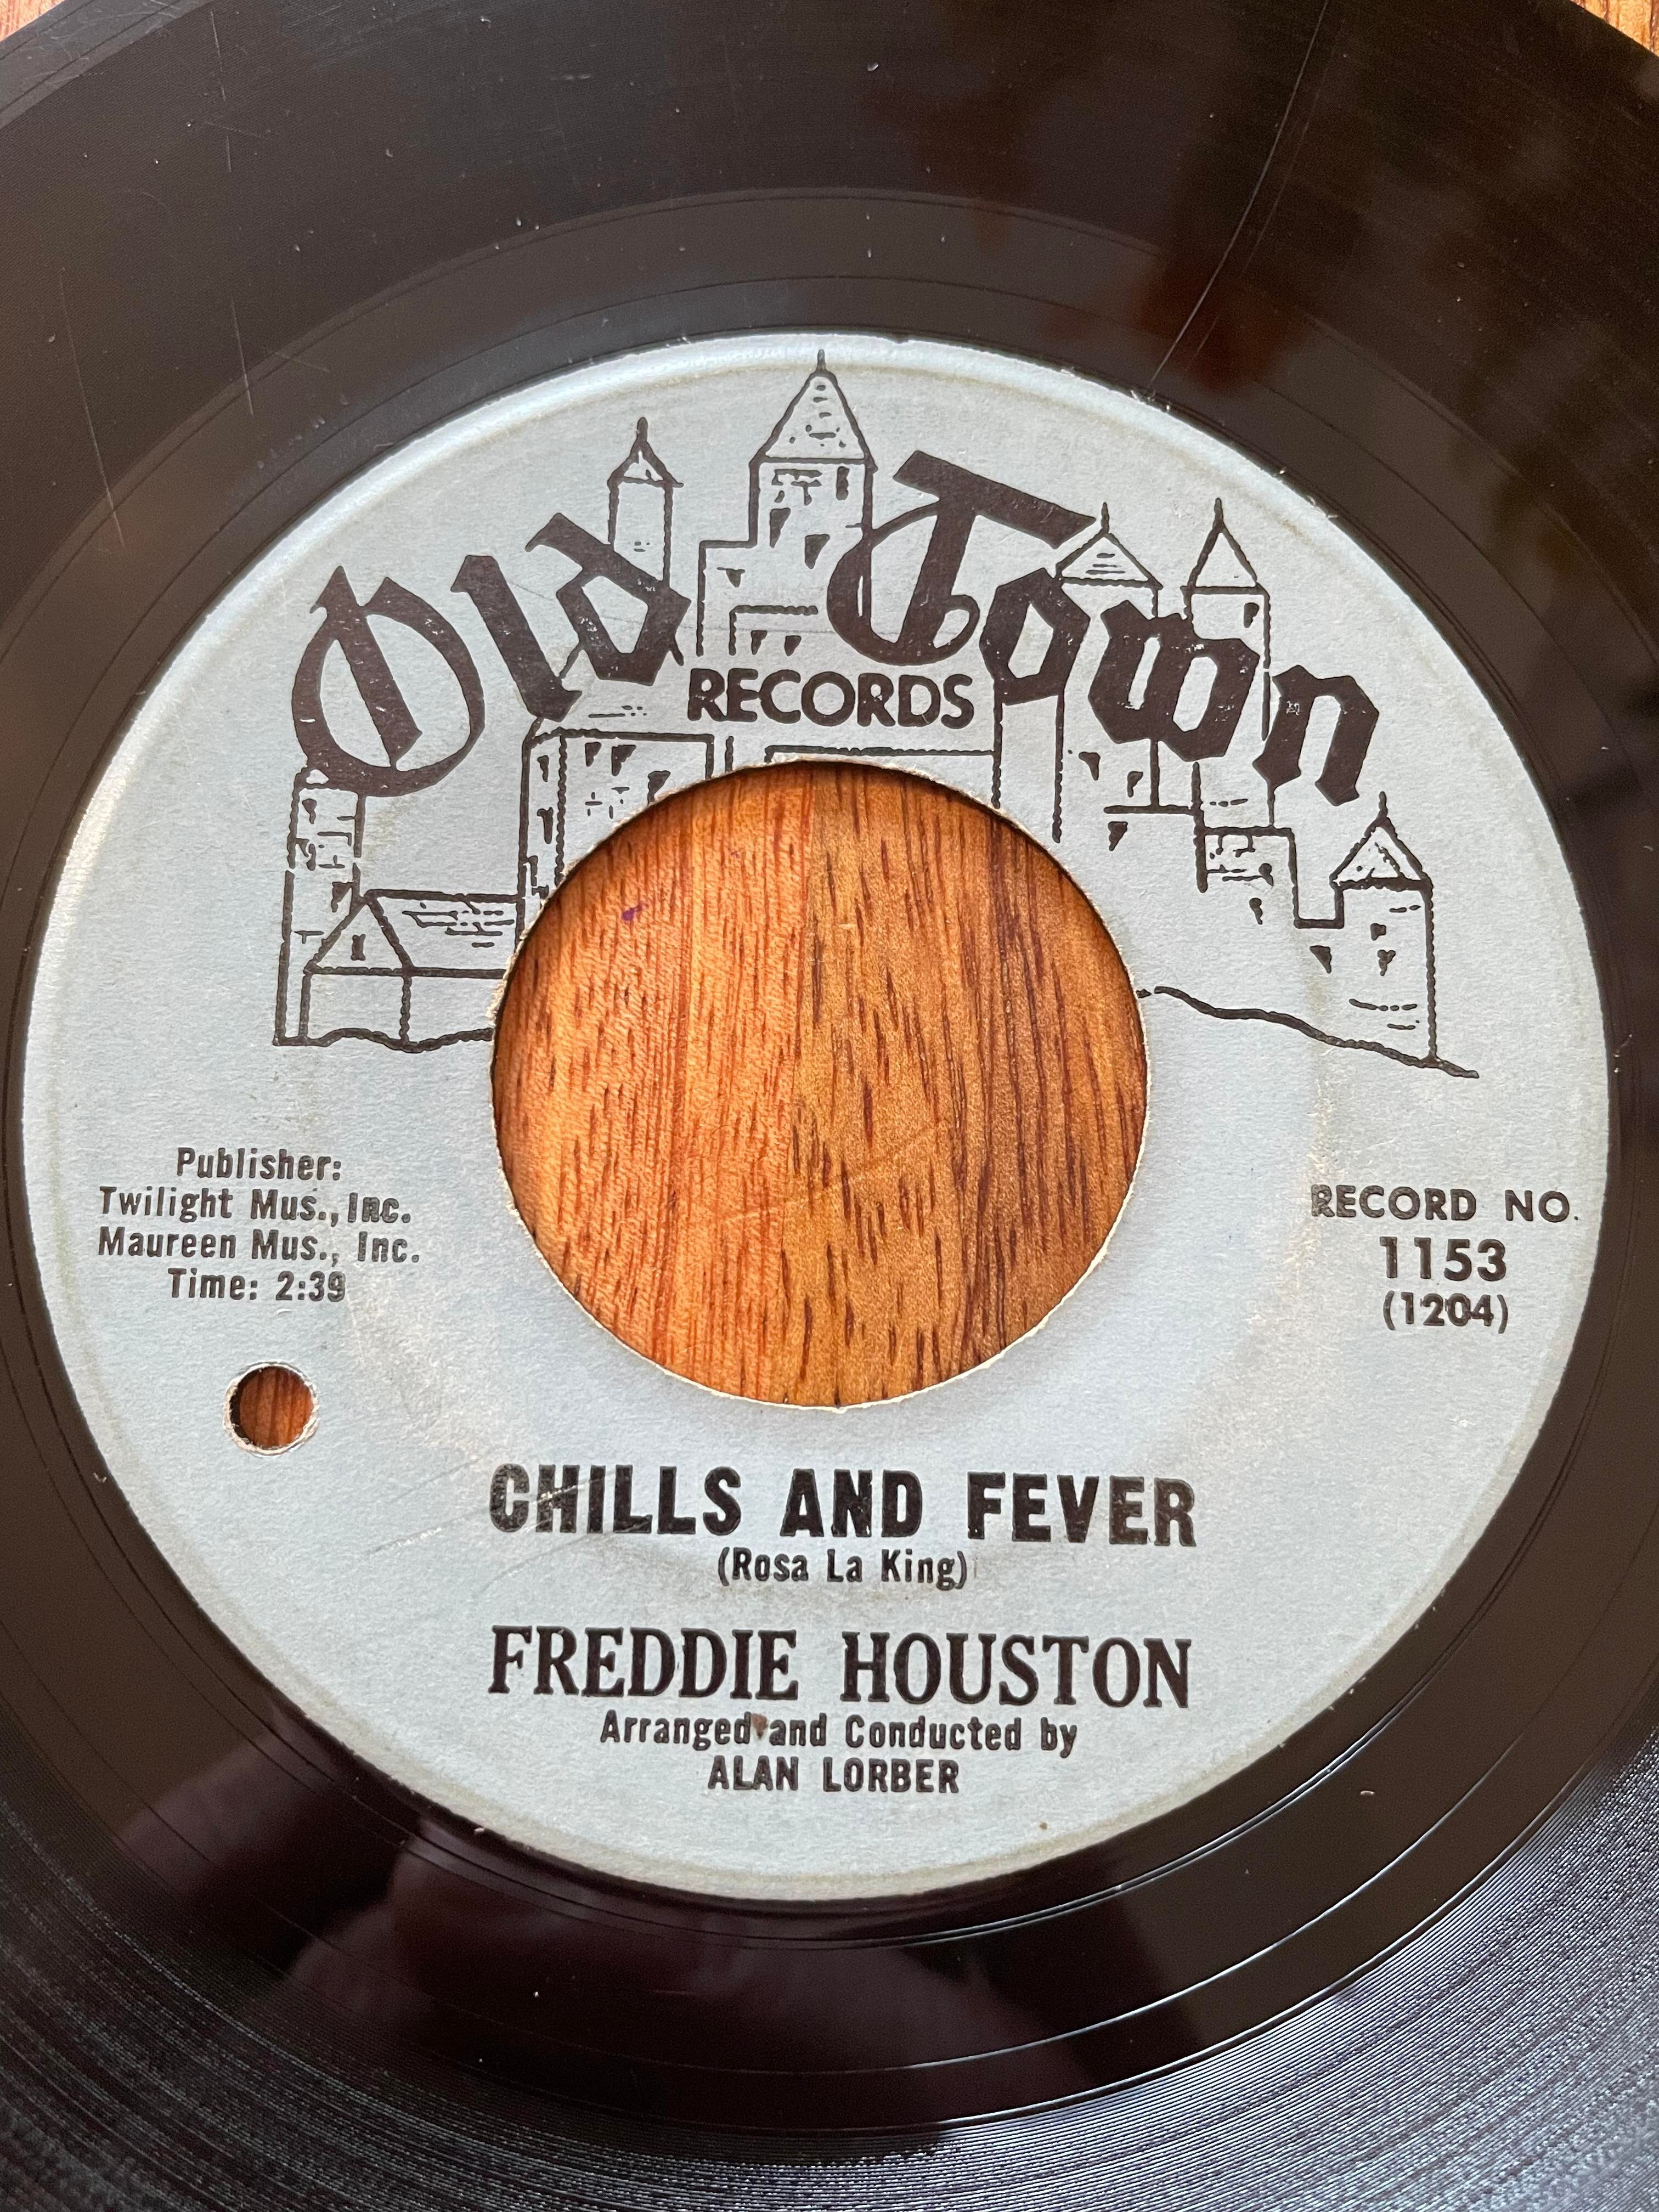 Old Town
RECORDS
Publisher:
Twilight Mus., Inc.
Maureen Mus., Inc.
Time: 2:39
RECORD NO.
1153
(1204)
CHILLS AND FEVER
(Rosa La King)
FREDDIE HOUSTON
Arranged and Conducted by
ALAN LORBER